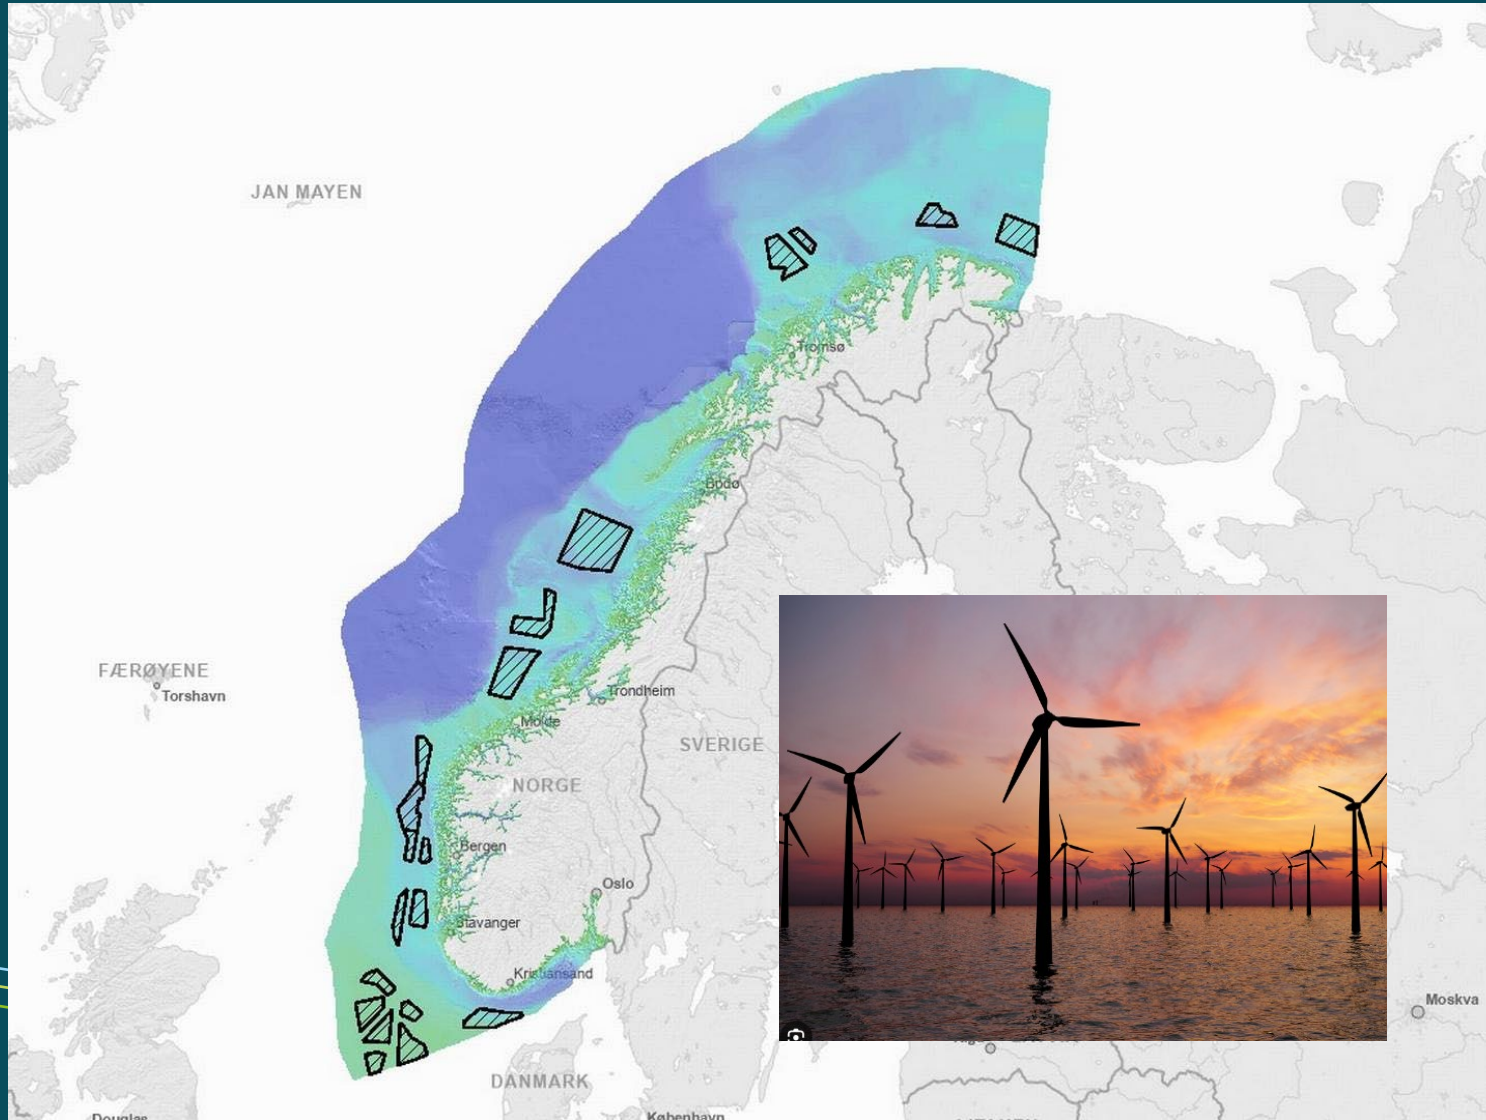 JAN MAYEN
Tromsø
Bodø
FÆRØYENE
Torshavn
Trondheim
Molde
SVERIGE
NORGE
Bergen
Oslo
Stavanger
Kristiansand
Moskva
DANMARK
København
Douglas